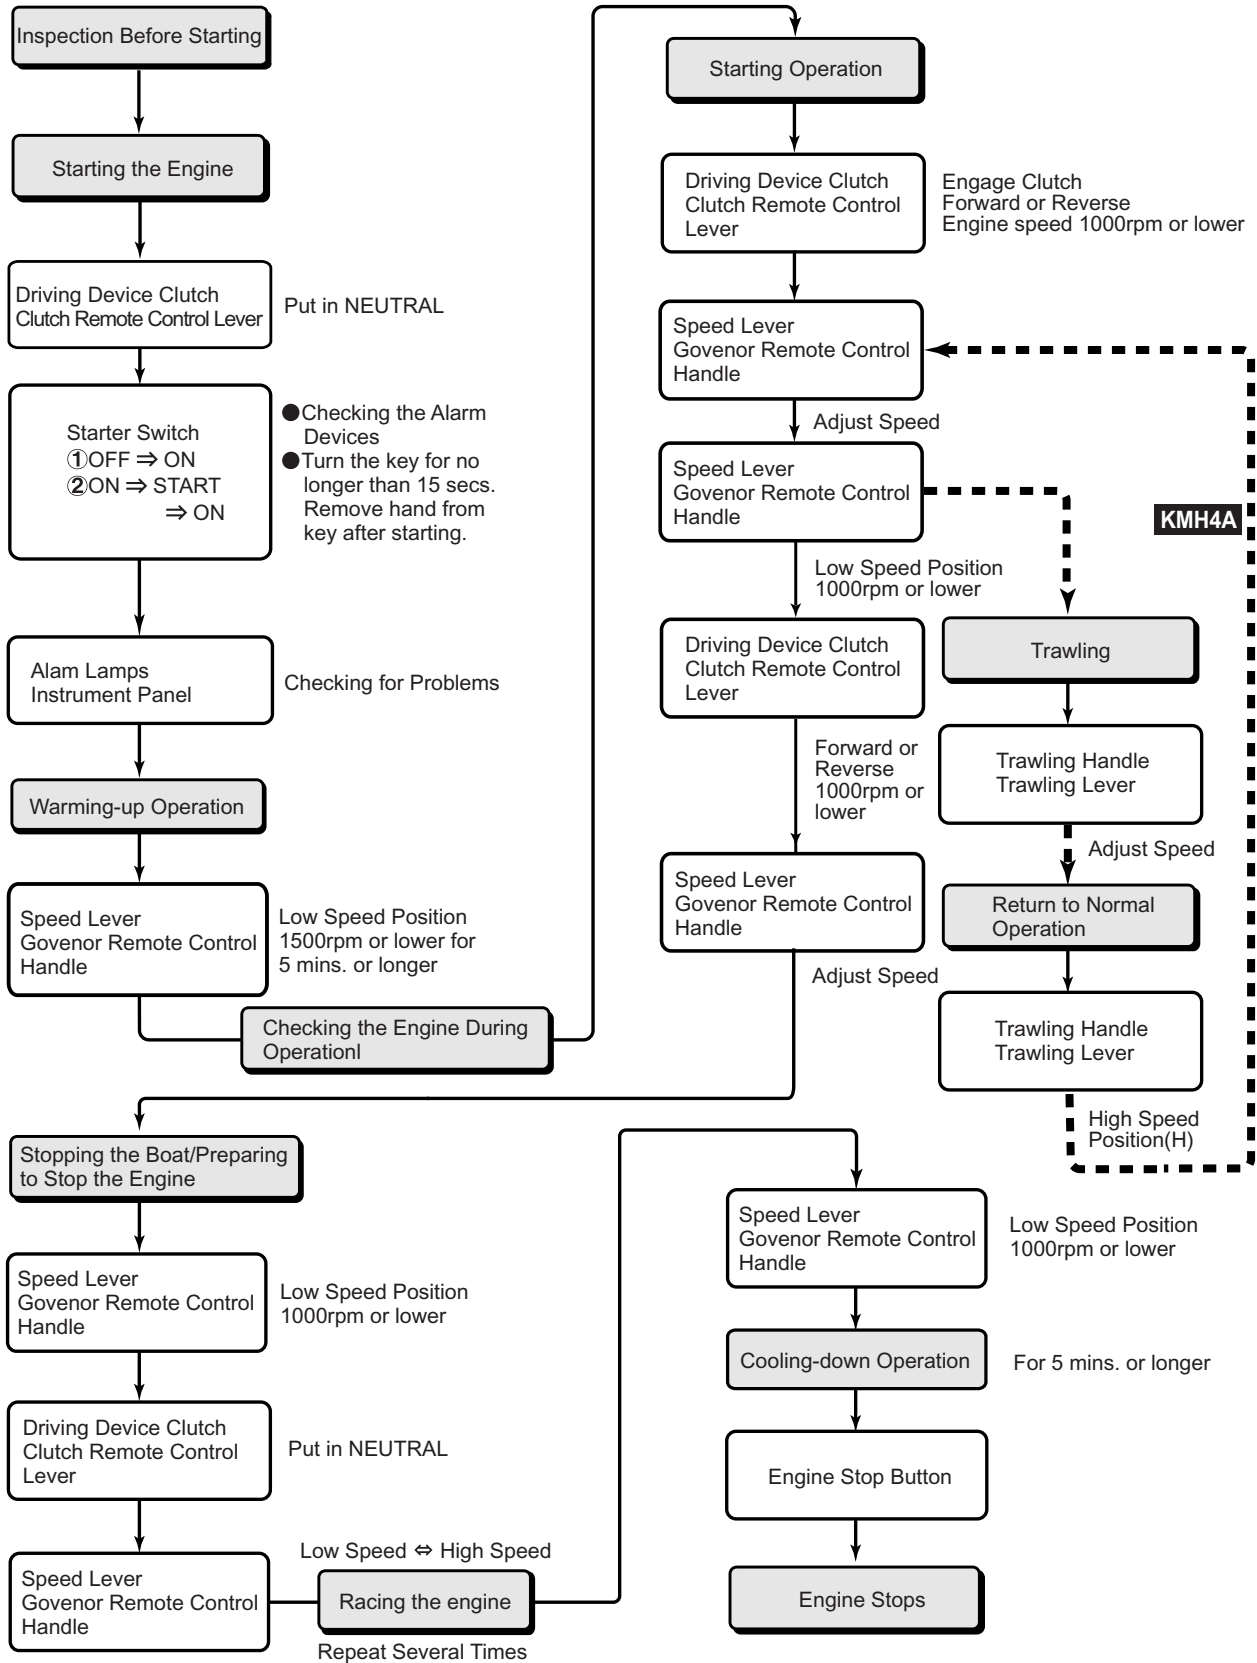 Inspection Before Starting
Starting the Engine
Driving Device Clutch
Clutch Remote Control Lever
Put in NEUTRAL
Starter Switch
①OFF ⇒ ON
②ON ⇒ START
⇒ ON
●Checking the Alarm
Devices
●Turn the key for no
longer than 15 secs.
Remove hand from
key after starting.
Alam Lamps
Instrument Panel
Checking for Problems
Warming-up Operation
Speed Lever
Govenor Remote Control
Handle
Low Speed Position
1500rpm or lower for
5 mins. or longer
Checking the Engine During
Operationl
Starting Operation
Driving Device Clutch
Clutch Remote Control
Lever
Engage Clutch
Forward or Reverse
Engine speed 1000rpm or lower
Speed Lever
Govenor Remote Control
Handle
Adjust Speed
Speed Lever
Govenor Remote Control
Handle
KMH4A
Low Speed Position
1000rpm or lower
Driving Device Clutch
Clutch Remote Control
Lever
Forward or
Reverse
1000rpm or
lower
Speed Lever
Govenor Remote Control
Handle
Adjust Speed
Trawling
Trawling Handle
Trawling Lever
Adjust Speed
Return to Normal
Operation
Trawling Handle
Trawling Lever
High Speed
Position(H)
Stopping the Boat/Preparing
to Stop the Engine
Speed Lever
Govenor Remote Control
Handle
Low Speed Position
1000rpm or lower
Driving Device Clutch
Clutch Remote Control
Lever
Put in NEUTRAL
Speed Lever
Govenor Remote Control
Handle
Low Speed ⇔ High Speed
Racing the engine
Repeat Several Times
Speed Lever
Govenor Remote Control
Handle
Low Speed Position
1000rpm or lower
Cooling-down Operation
For 5 mins. or longer
Engine Stop Button
Engine Stops